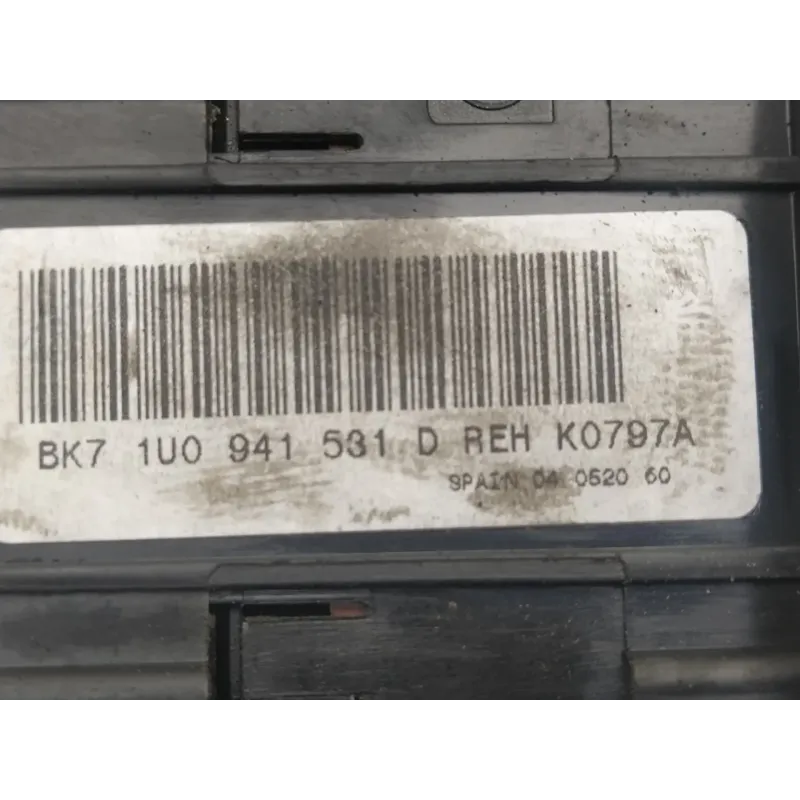 BK7 1U0 941 531 D REH K0797A
SPAIN 04 0520 60